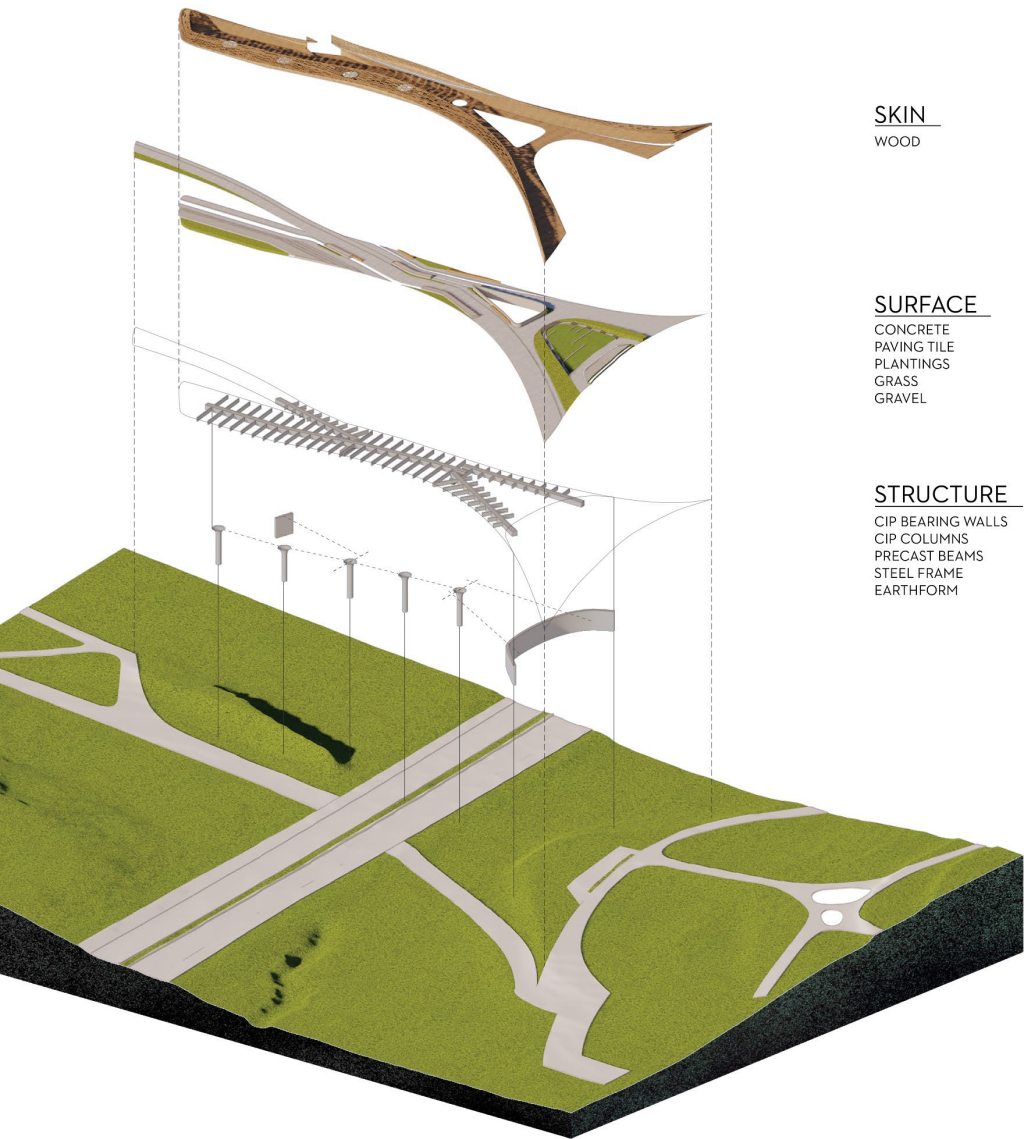 SKIN
WOOD
SURFACE
CONCRETE
PAVING TILE
PLANTINGS
GRASS
GRAVEL
STRUCTURE
CIP BEARING WALLS
CIP COLUMNS
PRECAST BEAMS
STEEL FRAME
EARTHFORM